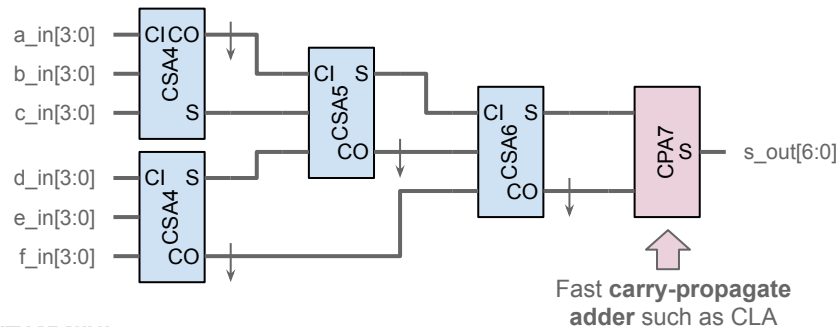 a_in[3:0]
b_in[3:0]
c_in[3:0]
CI CO
CSA4
S
d_in[3:0]
e_in[3:0]
f_in[3:0]
CI S
CSA4
CO
CI S
CSA5
CO
CI S
CSA6
CO
CPA7
S
s_out[6:0]
Fast carry-propagate
adder such as CLA